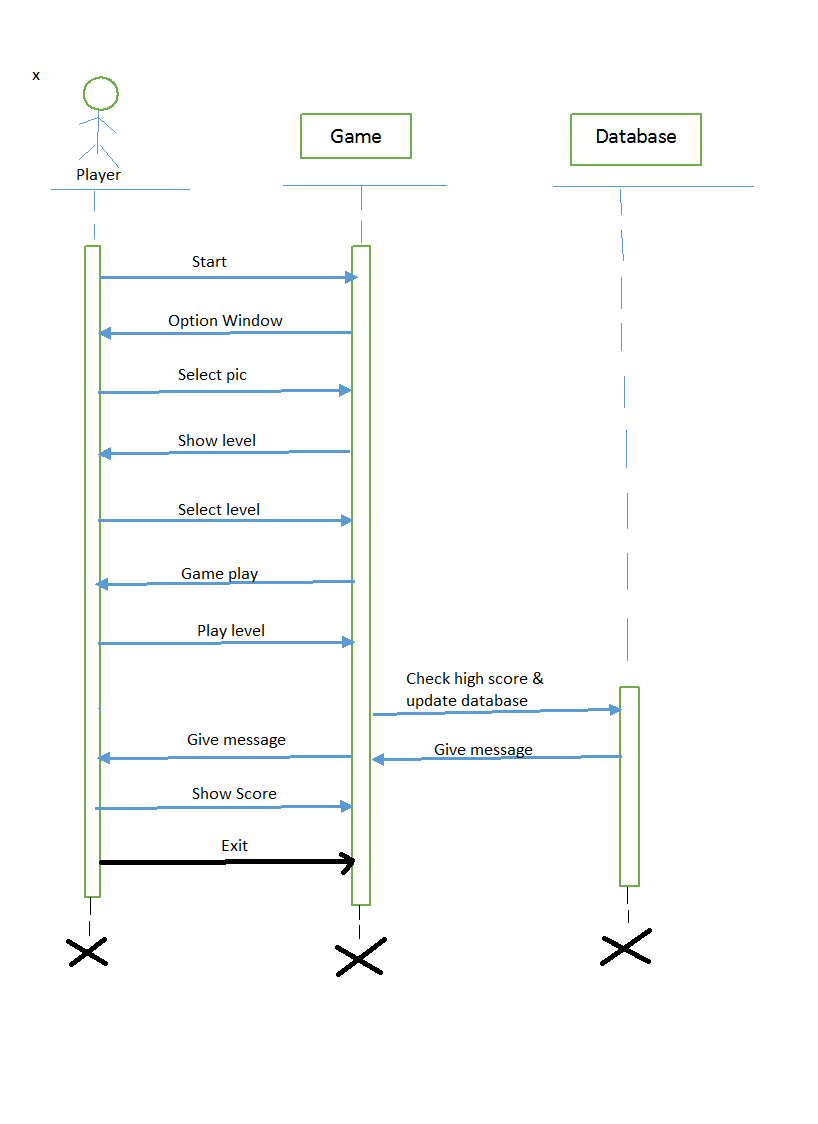 x
Player
Game
Database
Start
Option Window
Select pic
Show level
Select level
Game play
Play level
Check high score &
update database
Give message
Give message
Show Score
Exit